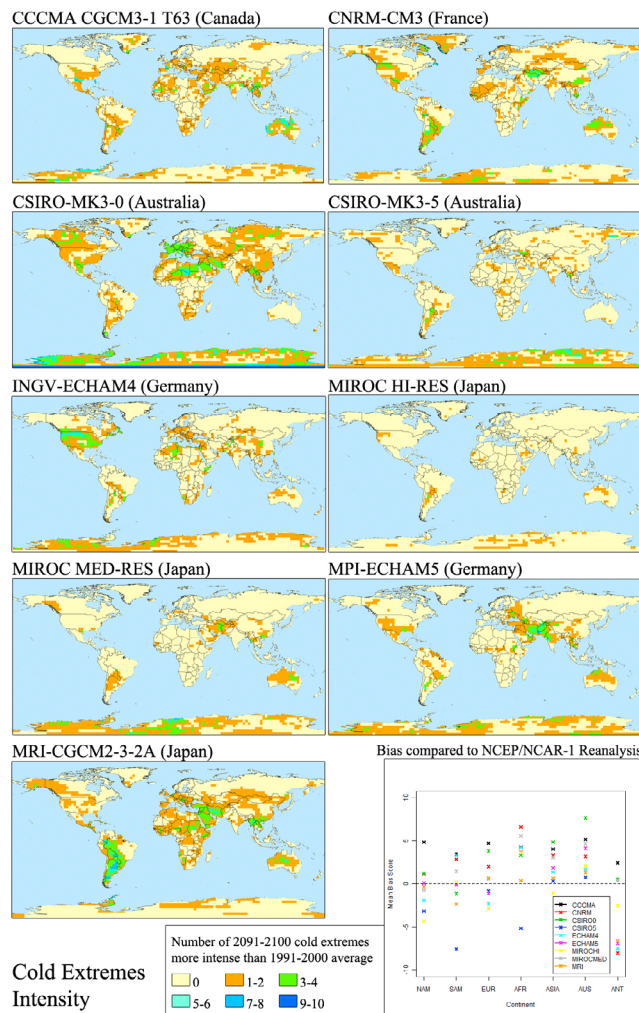 CCCMA CGCM3-1 T63 (Canada)
CNRM-CM3 (France)
CSIRO-MK3-0 (Australia)
CSIRO-MK3-5 (Australia)
INGV-ECHAM4 (Germany)
MIROC HI-RES (Japan)
MIROC MED-RES (Japan)
MPI-ECHAM5 (Germany)
MRI-CGCM2-3-2A (Japan)
Bias compared to NCEP/NCAR-1 Reanalysis
10
5
0
-5
-10
Mean Bias Score
CCCMA
CNRM
CSIRO0
CSIRO5
ECHAM4
ECHAM5
MIROCHI
MIROCMED
MRI
NAM SAM EUR AFR ASIA AUS ANT
Continent
Cold Extremes
Intensity
Number of 2091-2100 cold extremes
more intense than 1991-2000 average
0 1-2 3-4
5-6 7-8 9-10